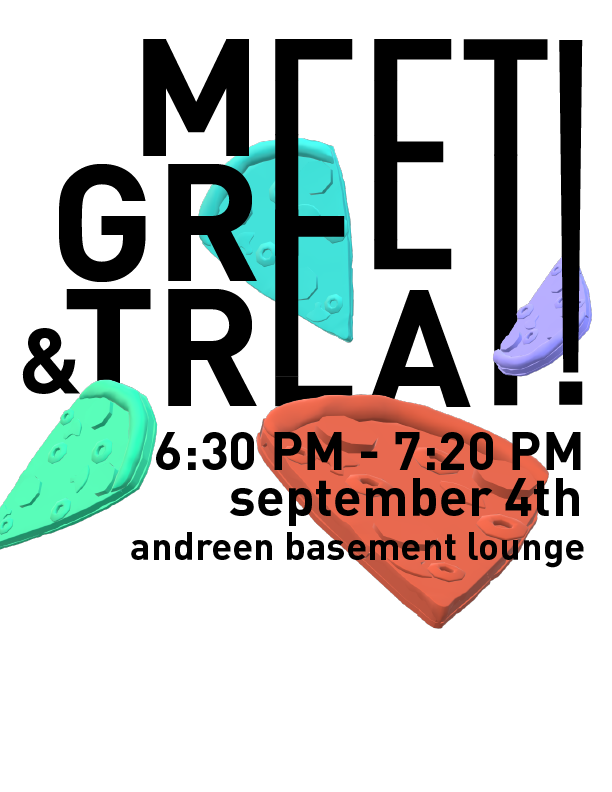 MEET!
GREET
&TREAT!
6:30 PM - 7:20 PM
september 4th
andreen basement lounge